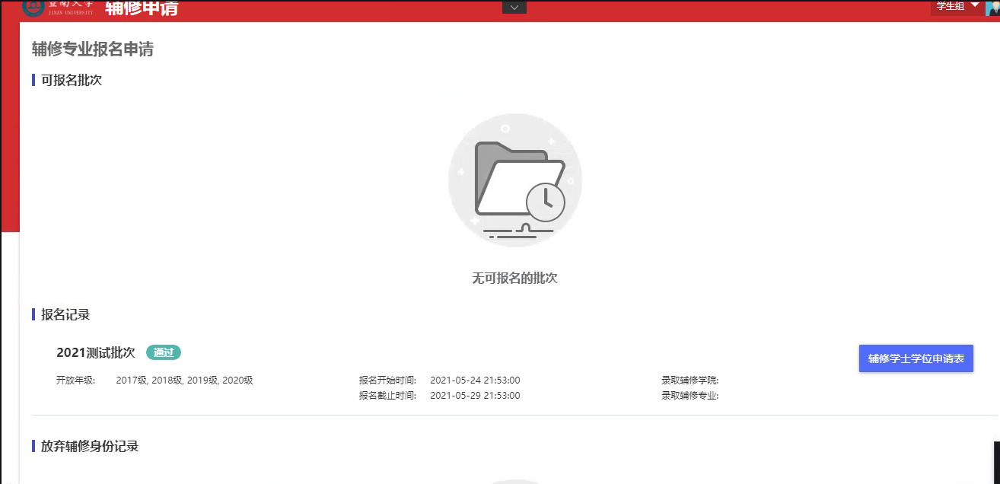 暨南大学
JINAN UNIVERSITY
辅修申请
学生组
辅修专业报名申请
可报名批次
无可报名的批次
报名记录
2021测试批次 通过
辅修学士学位申请表
开放年级: 2017级, 2018级, 2019级, 2020级 报名开始时间: 2021-05-24 21:53:00 录取辅修学院:
报名截止时间: 2021-05-29 21:53:00 录取辅修专业:
放弃辅修身份记录